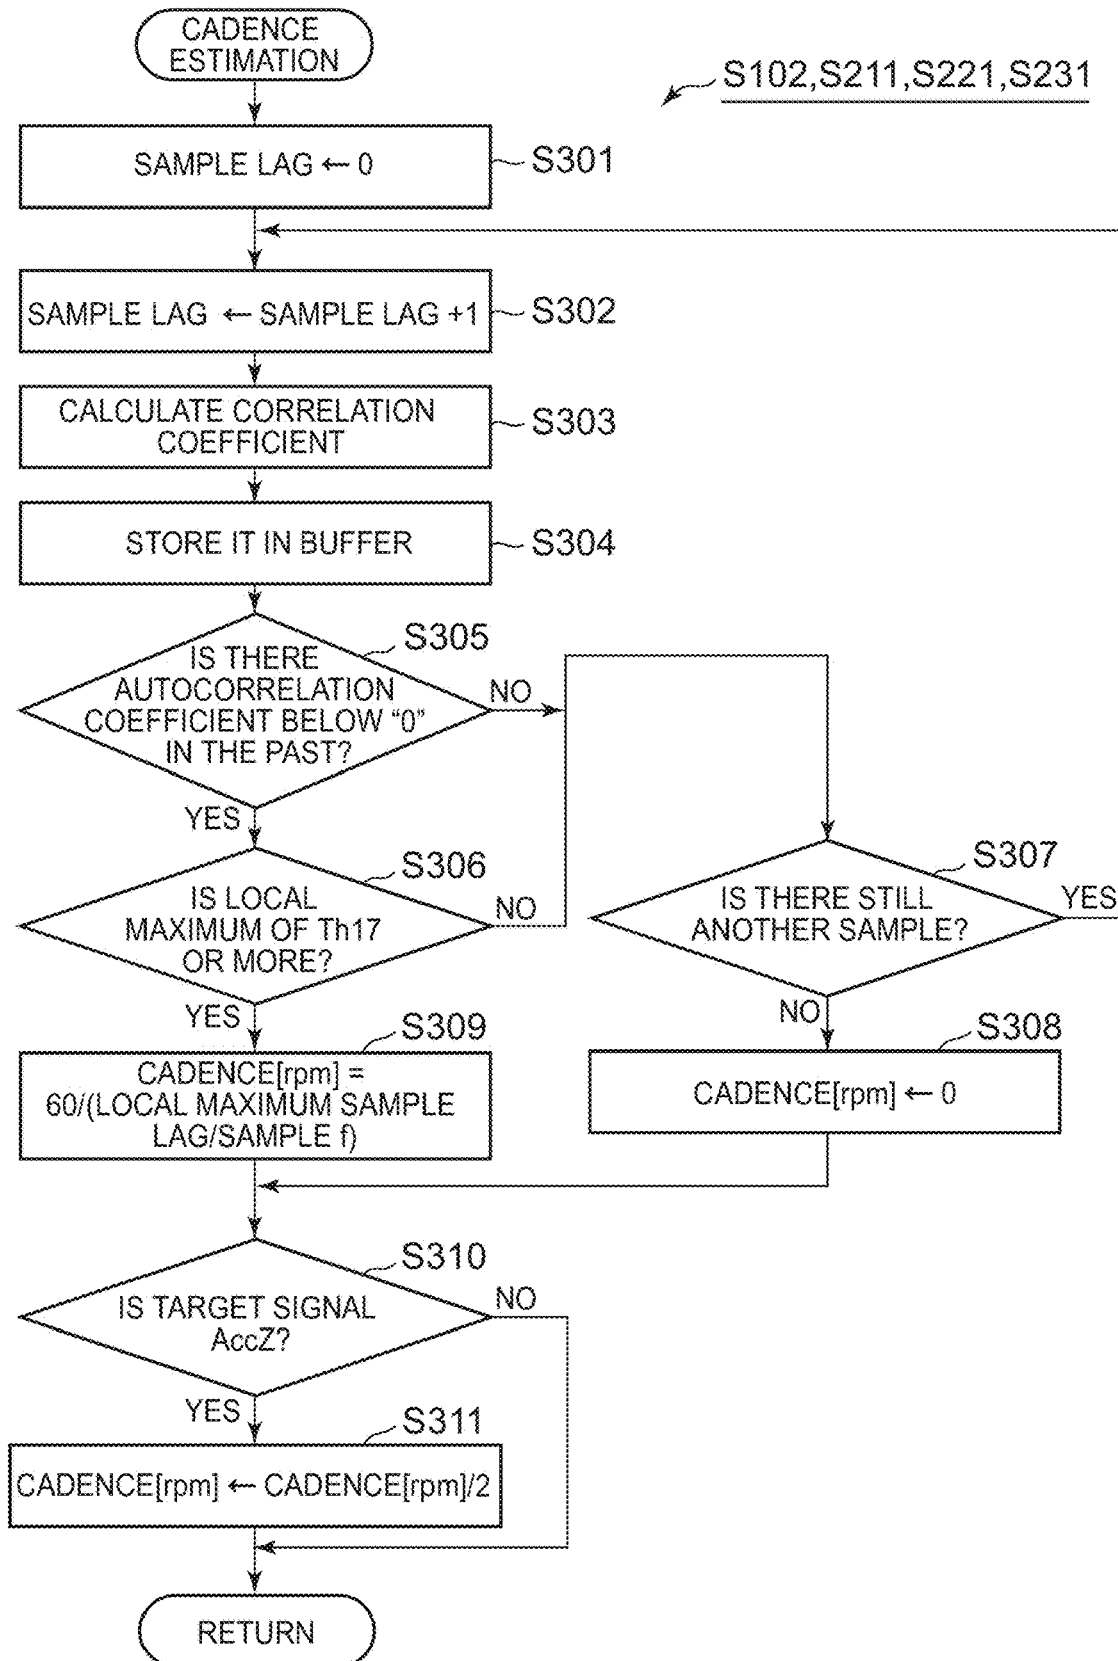 CADENCE
ESTIMATION
S102,S211,S221,S231
SAMPLE LAG ← 0
S301
SAMPLE LAG ← SAMPLE LAG +1
S302
CALCULATE CORRELATION
COEFFICIENT
S303
STORE IT IN BUFFER
S304
S305
IS THERE
AUTOCORRELATION
COEFFICIENT BELOW “0”
IN THE PAST?
NO
YES
S306
IS LOCAL
MAXIMUM OF Th17
OR MORE?
NO
YES
S307
IS THERE STILL
ANOTHER SAMPLE?
YES
NO
S309
CADENCE[rpm] =
60/(LOCAL MAXIMUM SAMPLE
LAG/SAMPLE f)
S308
CADENCE[rpm] ← 0
S310
IS TARGET SIGNAL
AccZ?
NO
YES
S311
CADENCE[rpm] ← CADENCE[rpm]/2
RETURN